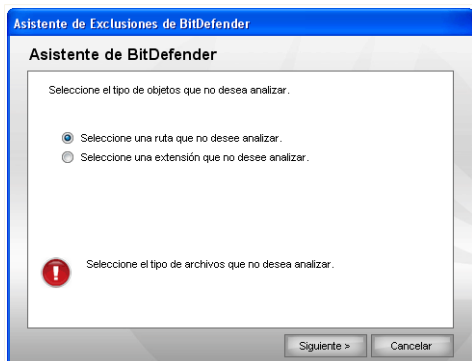 Asistente de Exclusiones de BitDefender
Asistente de BitDefender
Seleccione el tipo de objetos que no desea analizar.
Seleccione una ruta que no desee analizar.
Seleccione una extensión que no desee analizar.
Seleccione el tipo de archivos que no desea analizar.
Siguiente >
Cancelar